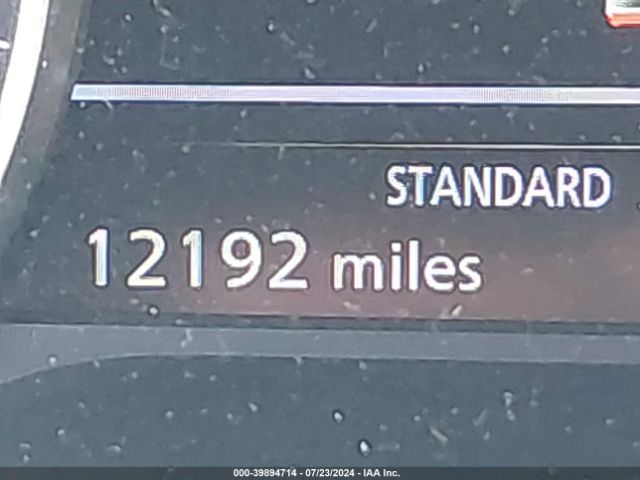 STANDARD
12192 miles
000-39894714 - 07/23/2024 - IAA Inc.